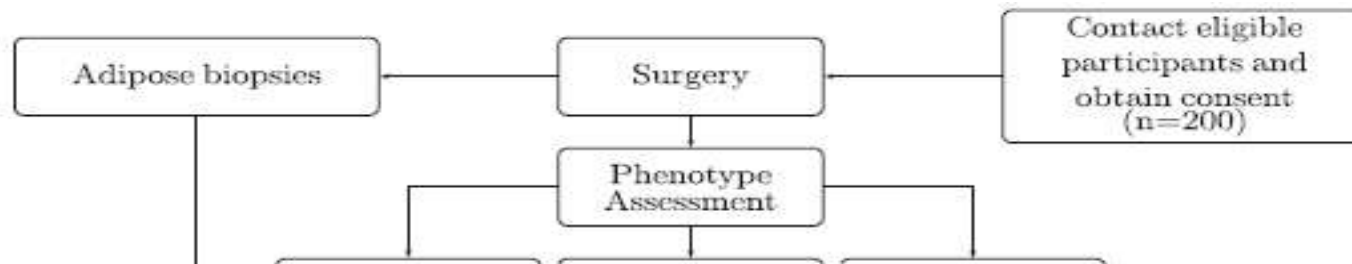 Adipose biopsies
Surgery
Contact eligible
participants and
obtain consent
(n=200)
Phenotype
Assessment